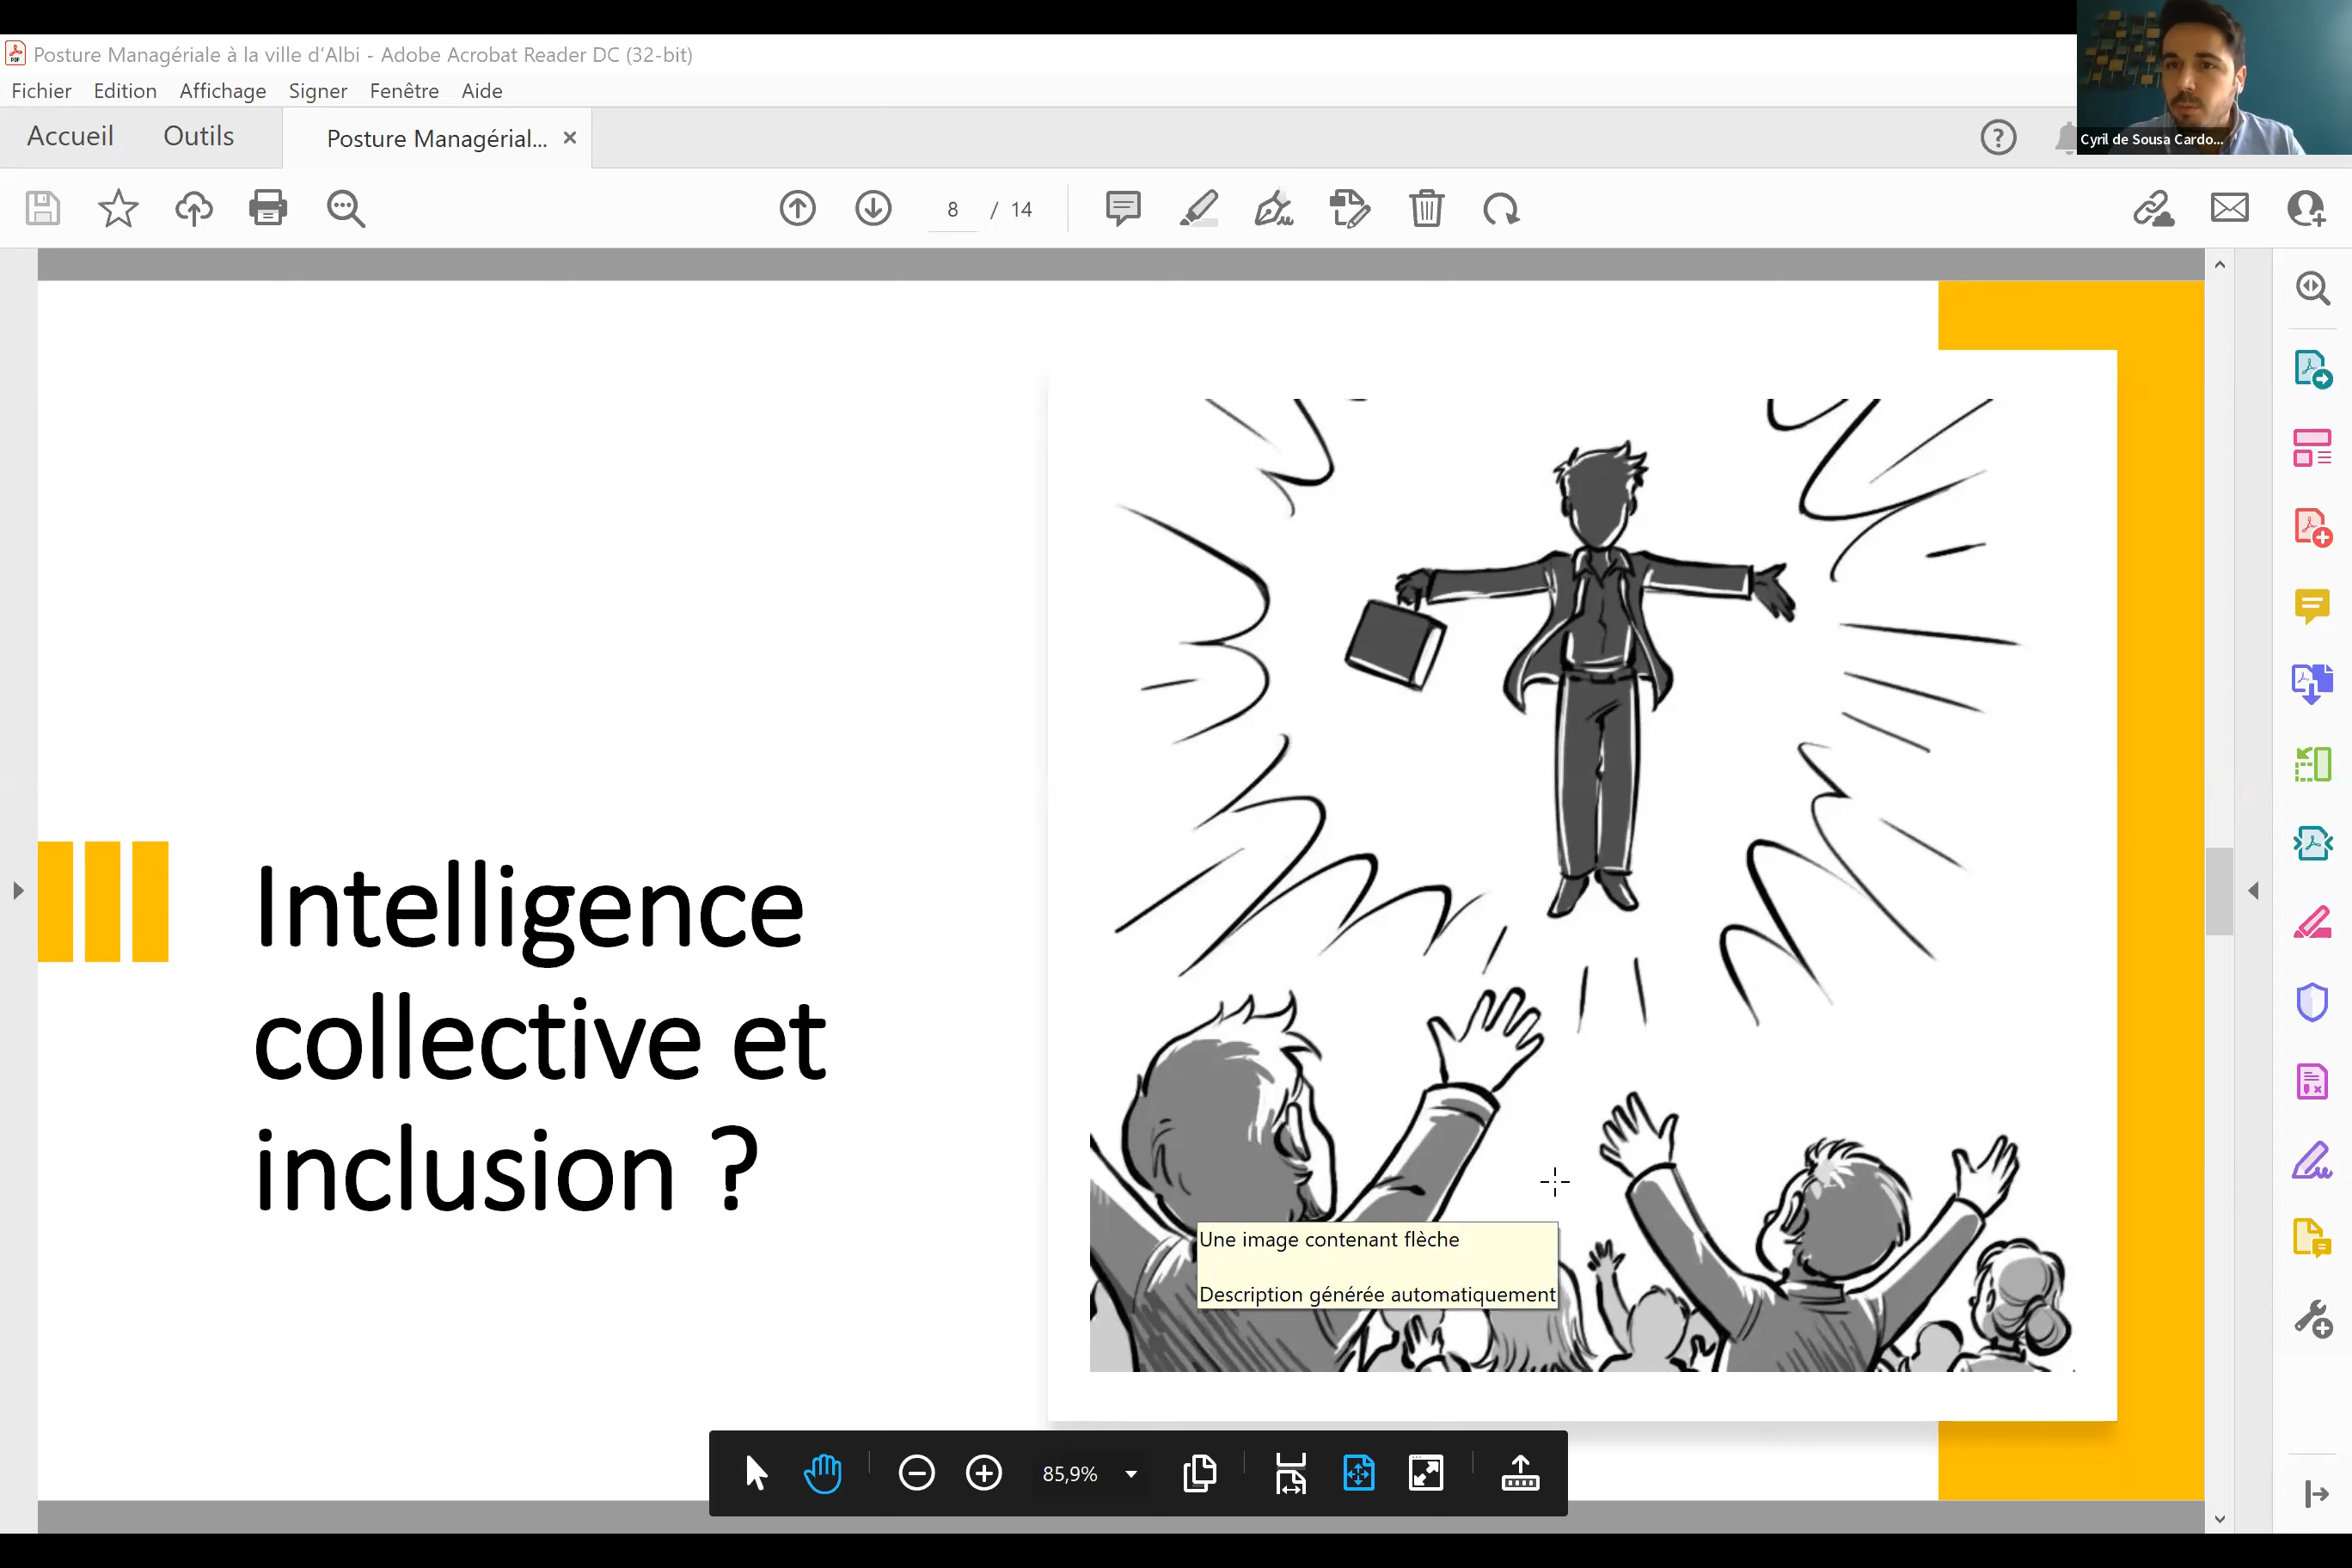 Posture Managériale à la ville d'Albi - Adobe Acrobat Reader DC (32-bit)
Fichier Edition Affichage Signer Fenêtre Aide
Accueil Outils Posture Managérial... ×
Cyril de Sousa Cardo...
8 / 14
Intelligence
collective et
inclusion ?
Une image contenant flèche
Description générée automatiquement
85,9%